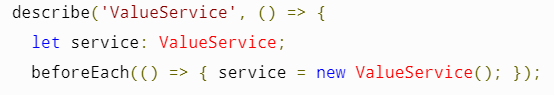 describe('ValueService', () => {
  let service: ValueService;
  beforeEach(() => { service = new ValueService(); });